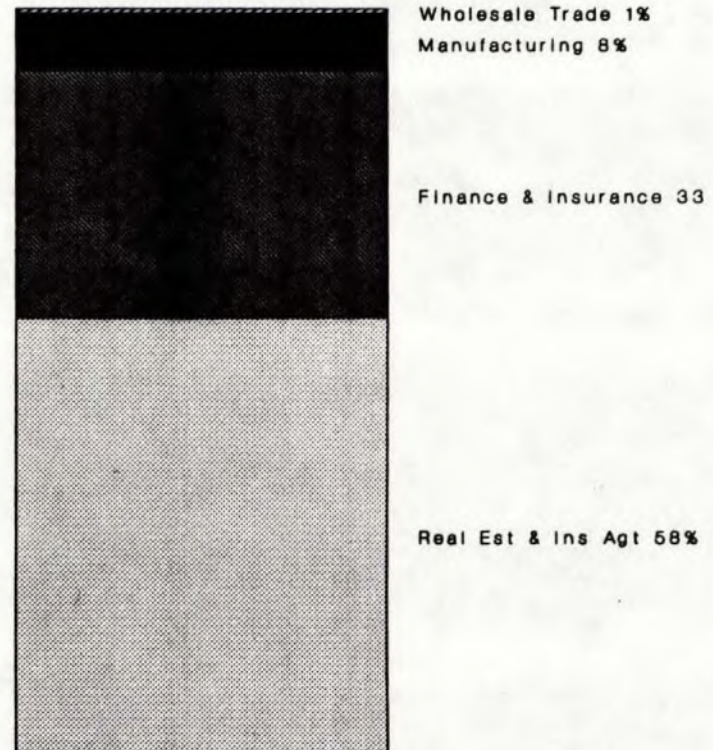 Wholesale Trade 1%
Manufacturing 8%
Finance & Insurance 33
Real Est & Ins Agt 58%